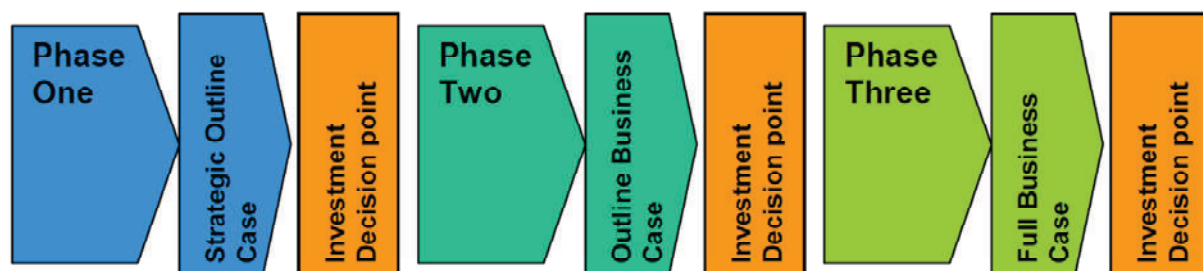 Phase
One
Strategic Outline
Case
Investment
Decision point
Phase
Two
Outline Business
Case
Investment
Decision point
Phase
Three
Full Business
Case
Investment
Decision point